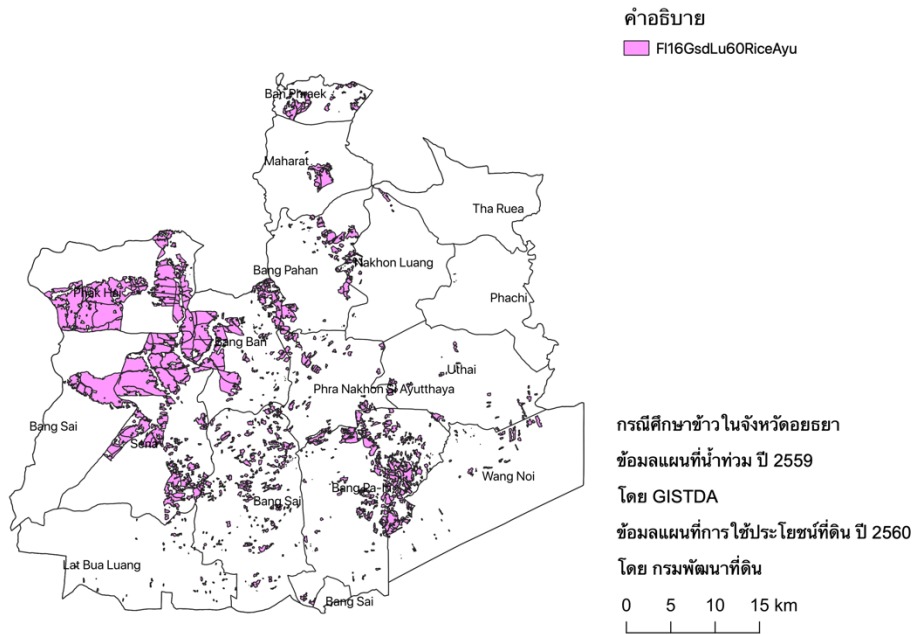 คำอธิบาย
Fl16GsdLu60RiceAyu
Ban Phraek
Maharat
Tha Ruea
Bang Pahan
Nakhon Luang
Phak Hai
Phachi
Bang Ban
Uthai
Phra Nakhon Si Ayutthaya
Bang Sai
Sena
Wang Noi
Bang Pa-In
Bang Sai
Lat Bua Luang
Bang Sai
กรณีศึกษาข้าวในจังหวัดอยธยา
ข้อมลแผนที่น้ำท่วม ปี 2559
โดย GISTDA
ข้อมลแผนที่การใช้ประโยชน์ที่ดิน ปี 2560
โดย กรมพัฒนาที่ดิน
0 5 10 15 km